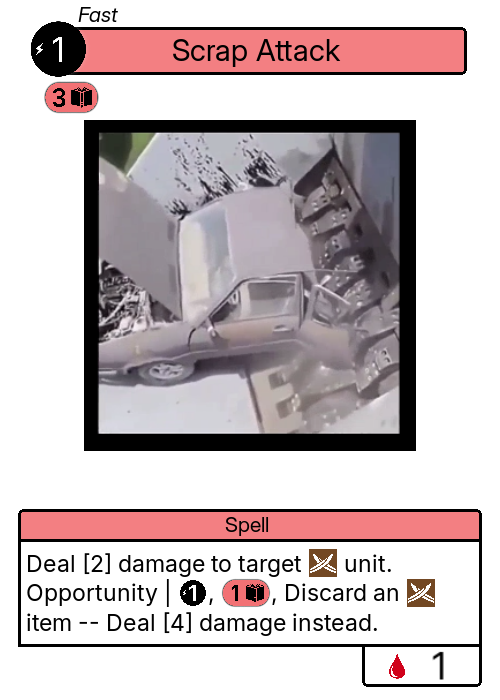 Fast
1
Scrap Attack
3
Spell
Deal [2] damage to target unit.
Opportunity | 1, 1, Discard an
item -- Deal [4] damage instead.
1